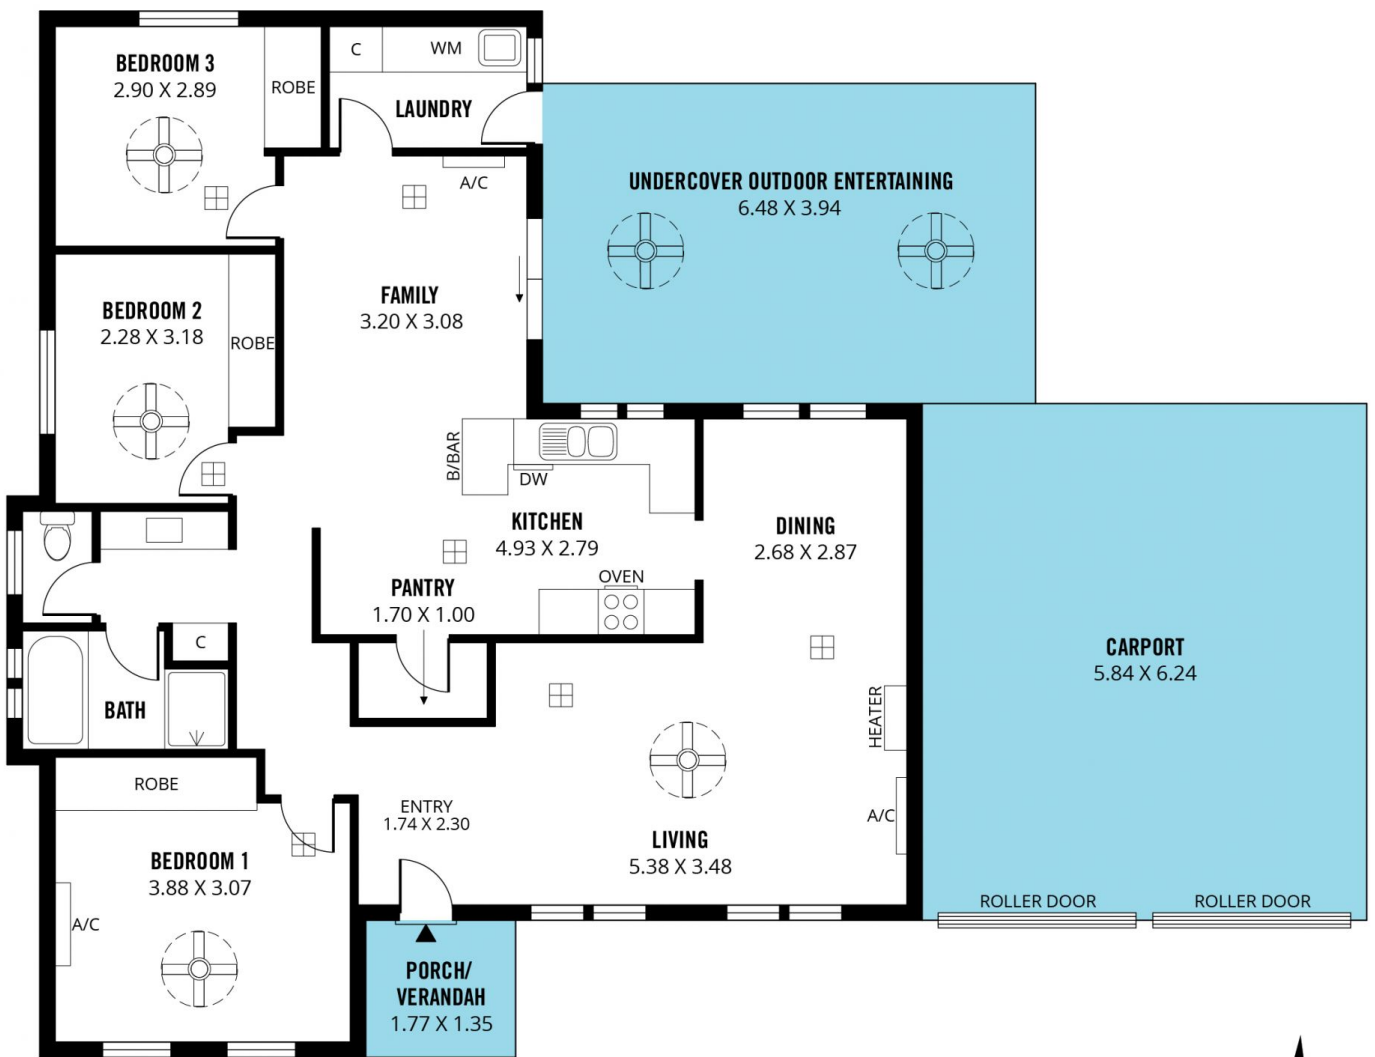 BEDROOM 3
2.90 X 2.89
ROBE
C
WM
LAUNDRY
A/C
UNDERCOVER OUTDOOR ENTERTAINING
6.48 X 3.94
BEDROOM 2
2.28 X 3.18
ROBE
FAMILY
3.20 X 3.08
B/BAR
DW
KITCHEN
4.93 X 2.79
OVEN
DINING
2.68 X 2.87
PANTRY
1.70 X 1.00
C
BATH
CARPORT
5.84 X 6.24
HEATER
A/C
ROBE
BEDROOM 1
3.88 X 3.07
A/C
ENTRY
1.74 X 2.30
LIVING
5.38 X 3.48
ROLLER DOOR
ROLLER DOOR
PORCH/
VERANDAH
1.77 X 1.35